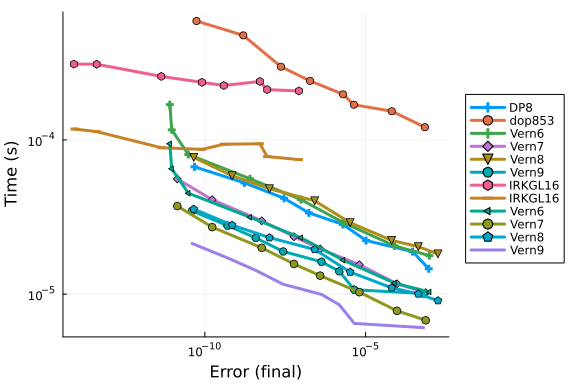 Time (s)
10⁻⁴
10⁻⁵
10⁻¹⁰
10⁻⁵
Error (final)
DP8
dop853
Vern6
Vern7
Vern8
Vern9
IRKGL16
IRKGL16
Vern6
Vern7
Vern8
Vern9